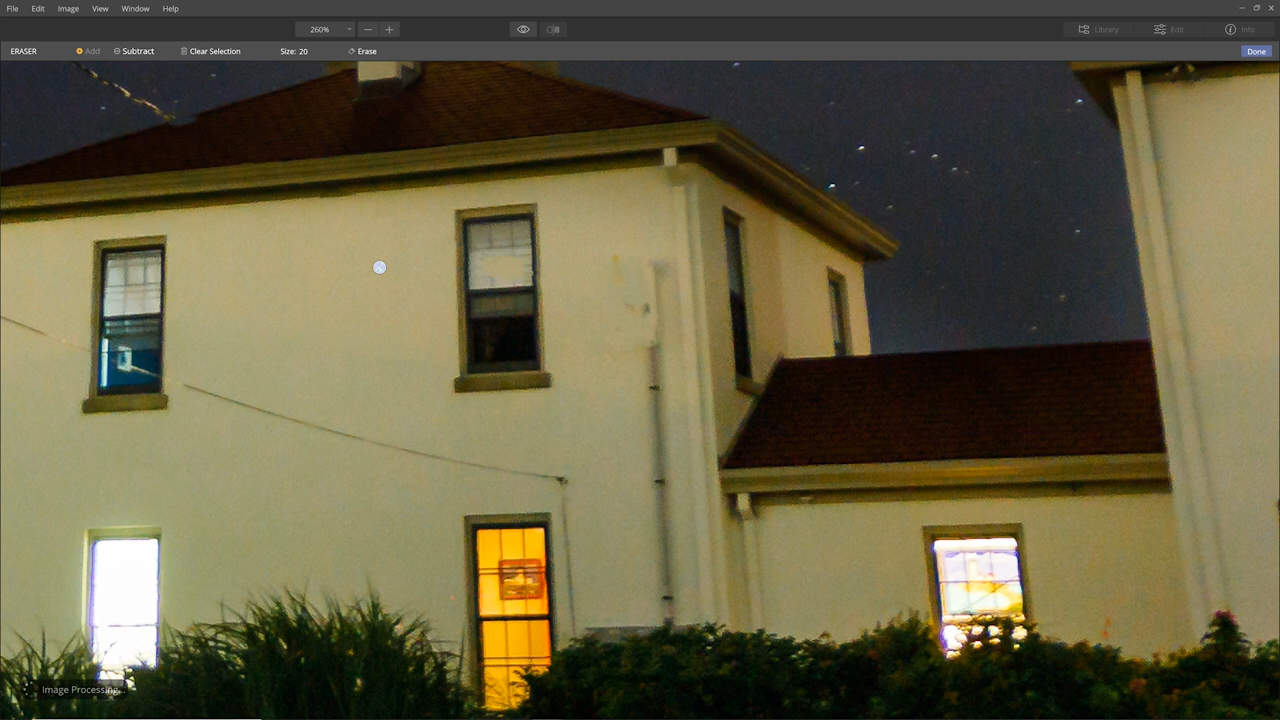 File Edit Image View Window Help
260%
Library Edit Info
ERASER Add Subtract Clear Selection Size: 20 Erase Done
Image Processing...